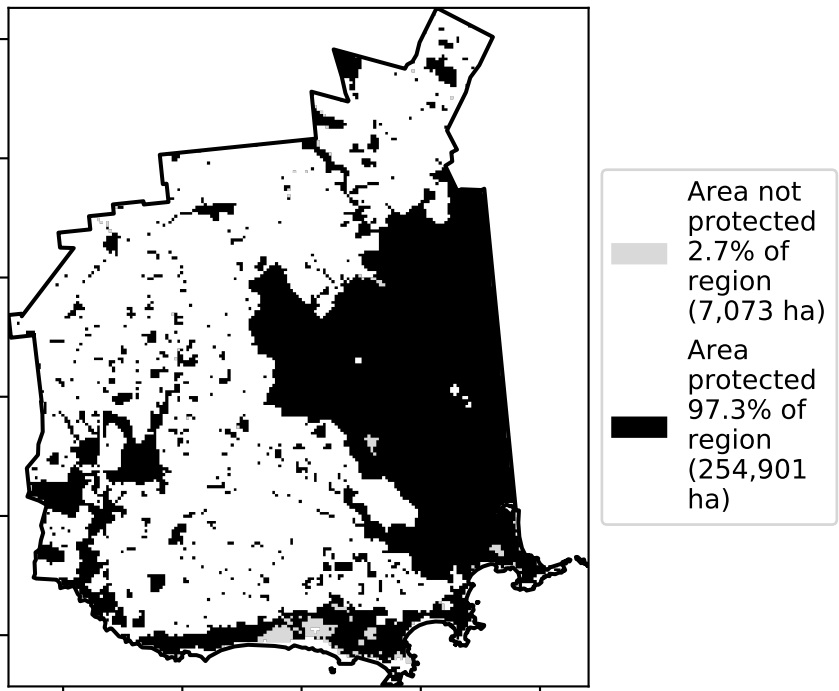 Area not
protected
2.7% of
region
(7,073 ha)
Area
protected
97.3% of
region
(254,901
ha)